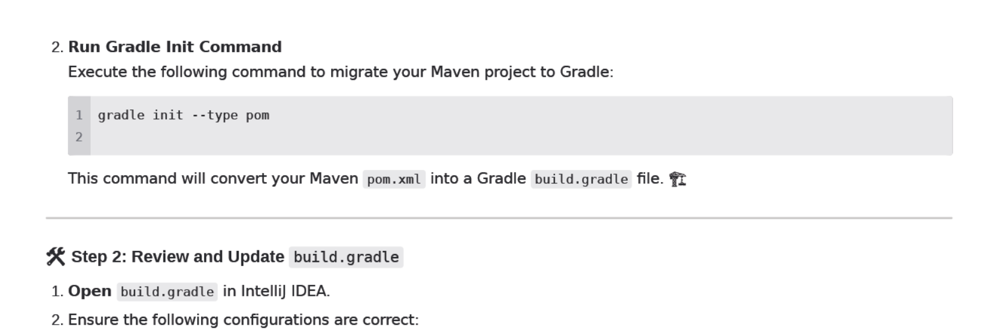 2. Run Gradle Init Command
Execute the following command to migrate your Maven project to Gradle:
1 gradle init --type pom
2
This command will convert your Maven pom.xml into a Gradle build.gradle file. 🏗
🛠 Step 2: Review and Update build.gradle
1. Open build.gradle in IntelliJ IDEA.
2. Ensure the following configurations are correct: